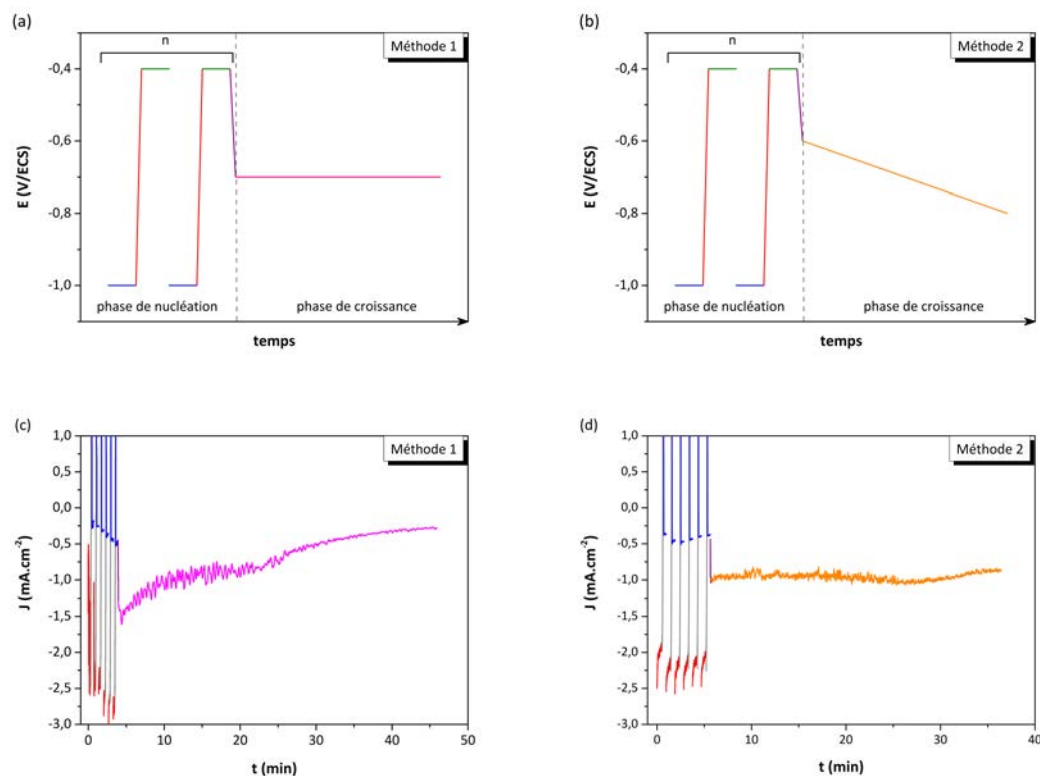 (a)
n
Méthode 1
-0,4
-0,6
-0,8
-1,0
E (V/ECS)
phase de nucléation
phase de croissance
temps
(b)
n
Méthode 2
-0,4
-0,6
-0,8
-1,0
E (V/ECS)
phase de nucléation
phase de croissance
temps
(c)
Méthode 1
1,0
0,5
0,0
-0,5
-1,0
-1,5
-2,0
-2,5
-3,0
J (mA.cm-2)
0 10 20 30 40 50
t (min)
(d)
Méthode 2
1,0
0,5
0,0
-0,5
-1,0
-1,5
-2,0
-2,5
-3,0
J (mA.cm-2)
0 10 20 30 40
t (min)